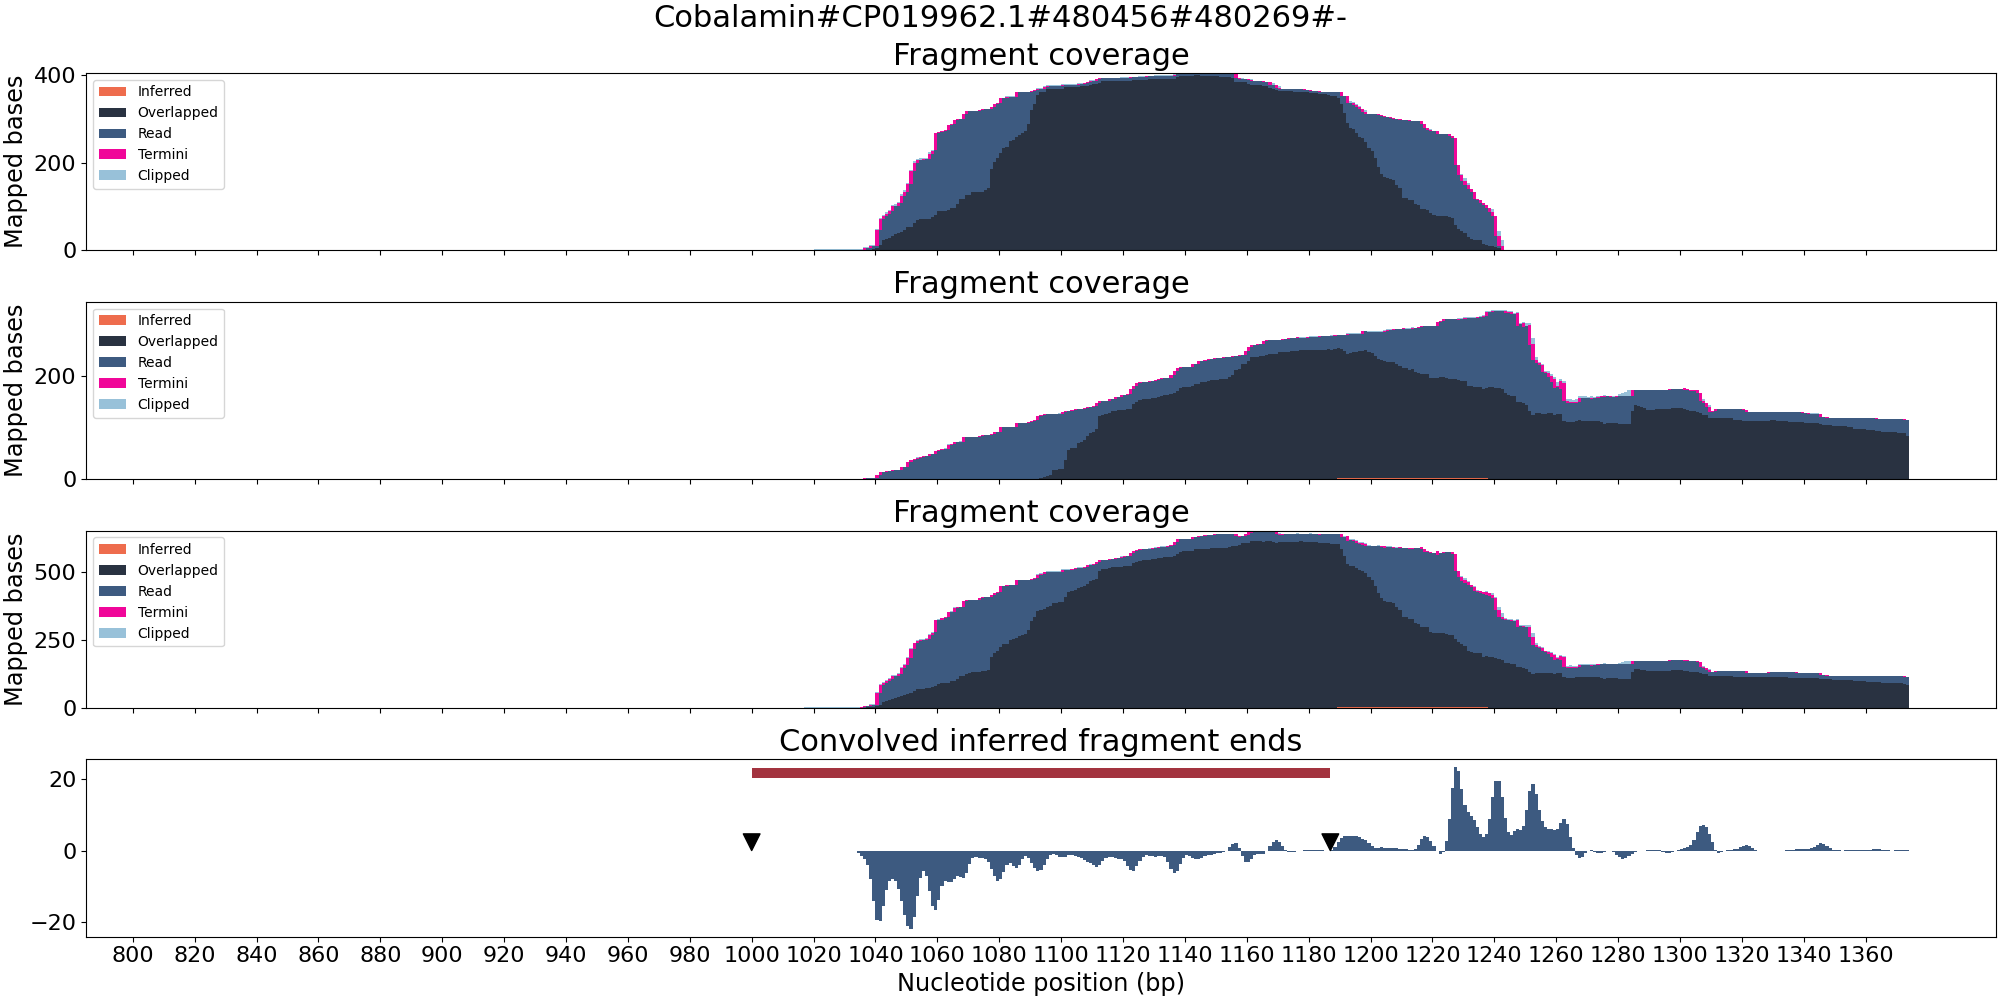 Cobalamin#CP019962.1#480456#480269#-
Fragment coverage
Mapped bases
400
200
0
Inferred
Overlapped
Read
Termini
Clipped
Fragment coverage
Mapped bases
200
0
Inferred
Overlapped
Read
Termini
Clipped
Fragment coverage
Mapped bases
500
250
0
Inferred
Overlapped
Read
Termini
Clipped
Convolved inferred fragment ends
20
0
−20
800 820 840 860 880 900 920 940 960 980 1000 1020 1040 1060 1080 1100 1120 1140 1160 1180 1200 1220 1240 1260 1280 1300 1320 1340 1360
Nucleotide position (bp)